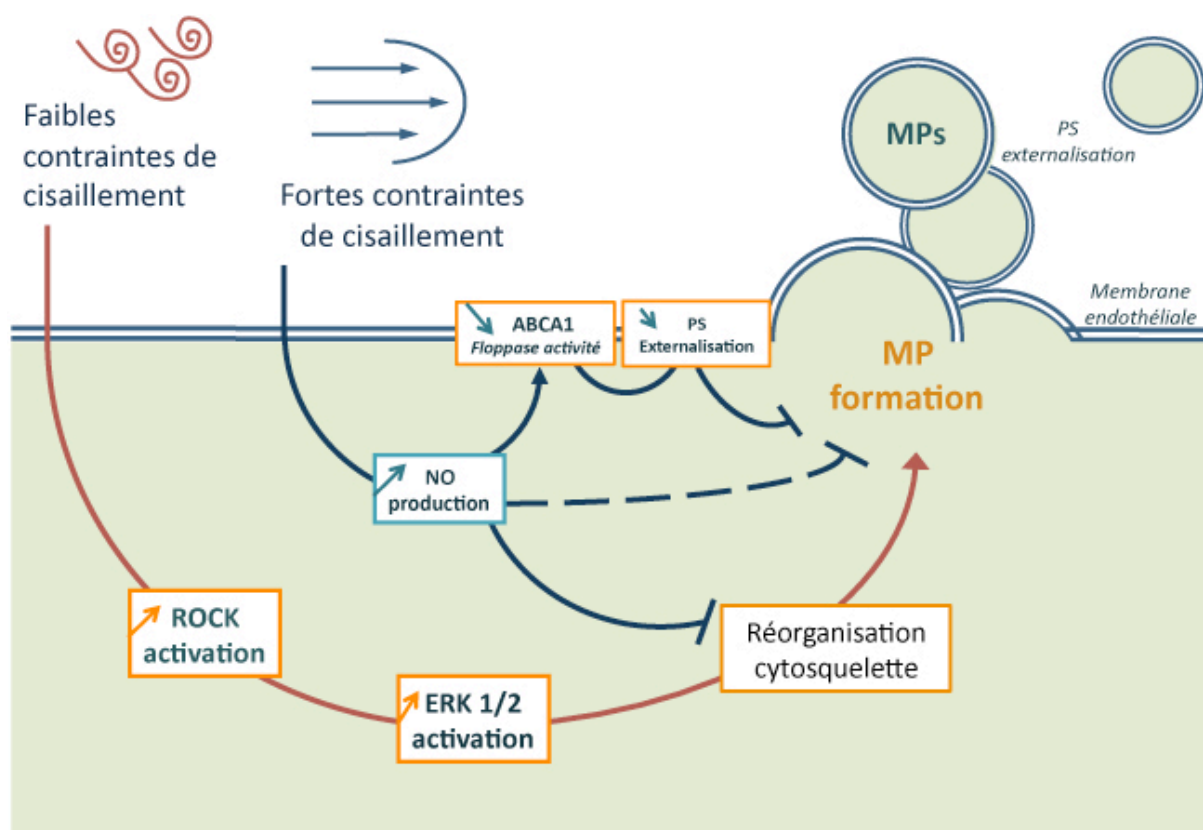 Faibles
contraintes de
cisaillement
Fortes contraintes
de cisaillement
MPs
PS
externalisation
Membrane
endothéliale
ABCA1
Floppase activité
PS
Externalisation
MP
formation
NO
production
ROCK
activation
ERK 1/2
activation
Réorganisation
cytosquelette